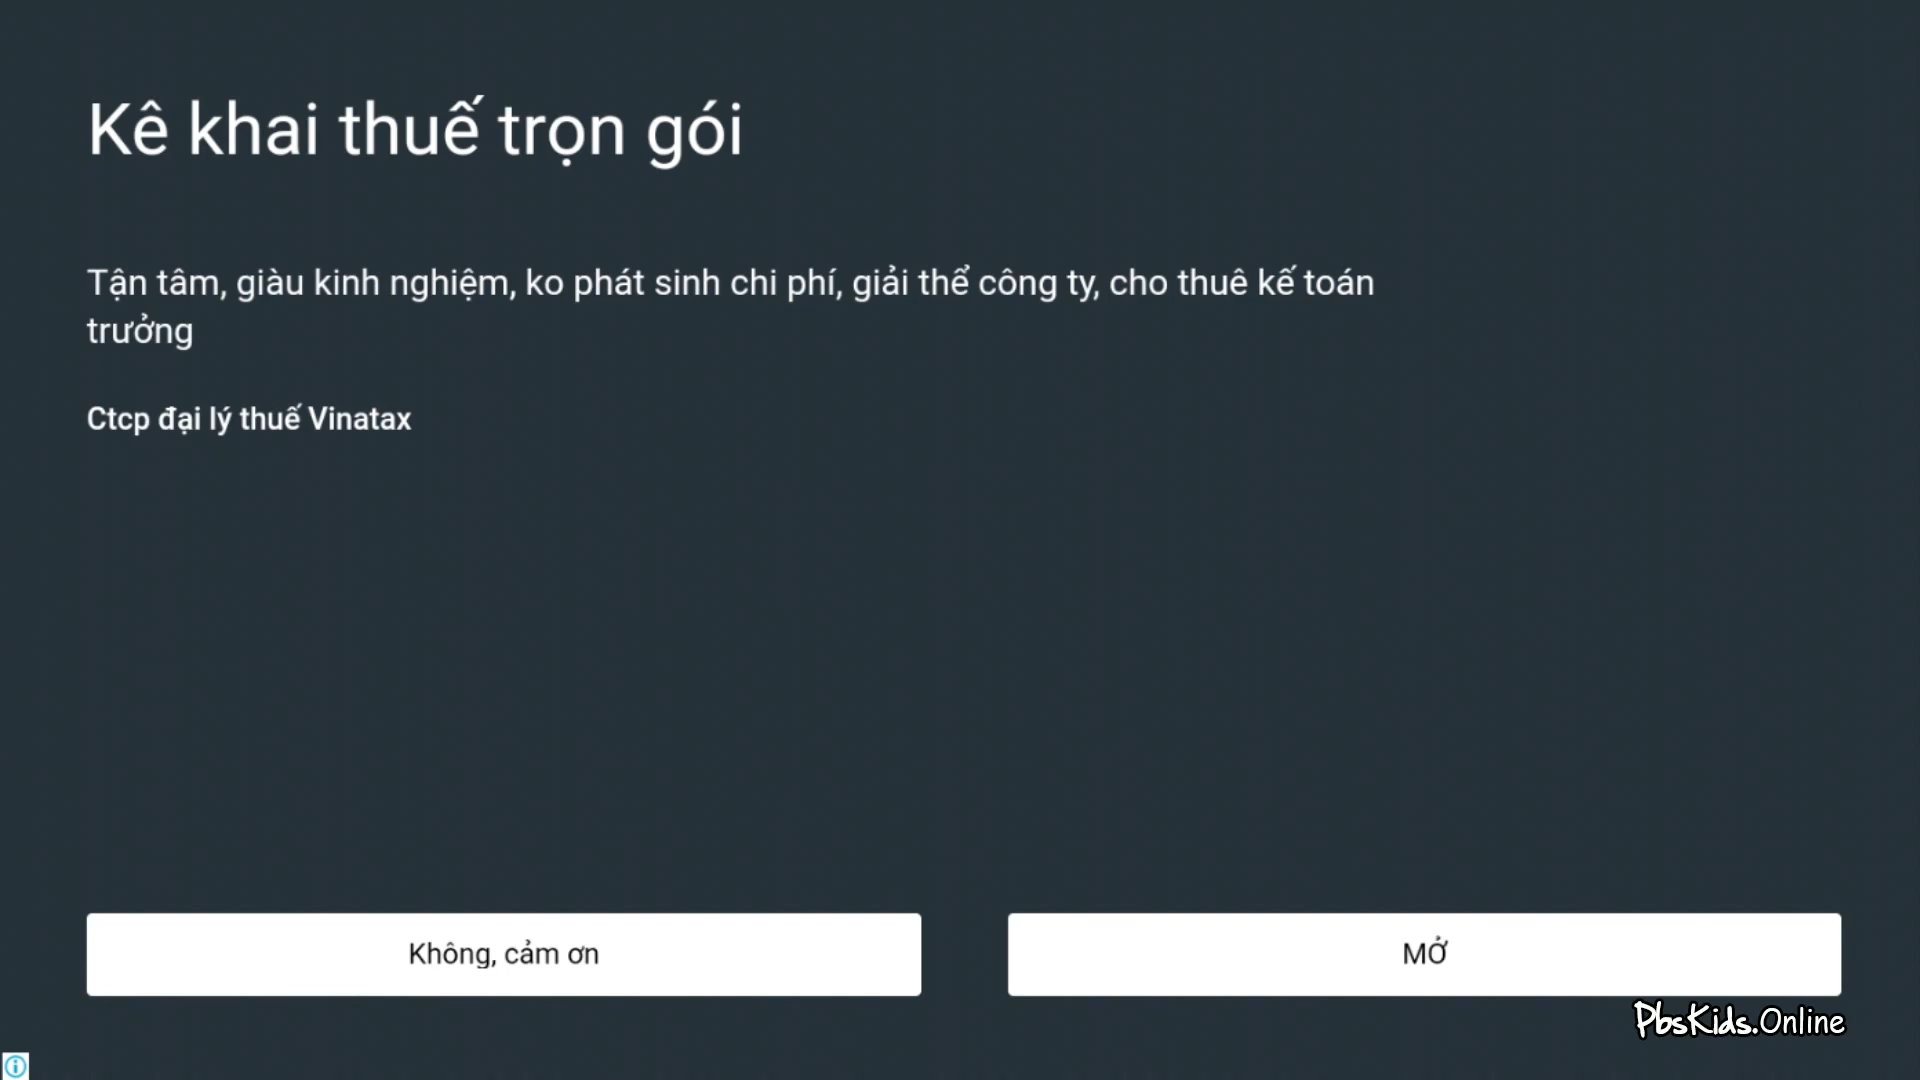 Kê khai thuế trọn gói
Tận tâm, giàu kinh nghiệm, ko phát sinh chi phí, giải thể công ty, cho thuê kế toán
trưởng
Ctcp đại lý thuế Vinatax
Không, cảm ơn
MỞ
PbsKids.Online